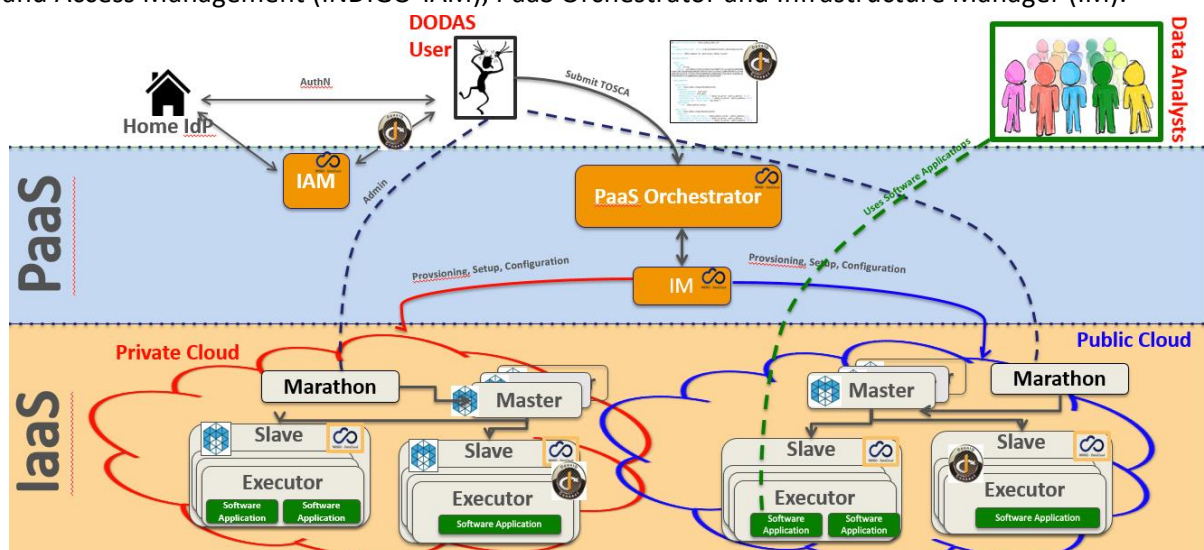 and Access Management (INDIGO-IAM), PaaS Orchestrator and Infrastructure Manager (IM).
DODAS
User
Data Analysts
AuthN
Submit TOSCA
Home IdP
IAM
PaaS
Admin
PaaS Orchestrator
Uses Software Applications
Provsioning, Setup, Configuration
Provsioning, Setup, Configuration
IM
Private Cloud
Public Cloud
IaaS
Marathon
Master
Master
Marathon
Slave
Slave
Slave
Slave
Executor
Executor
Executor
Executor
Software
Application
Software
Application
Software Application
Software
Application
Software
Application
Software Application